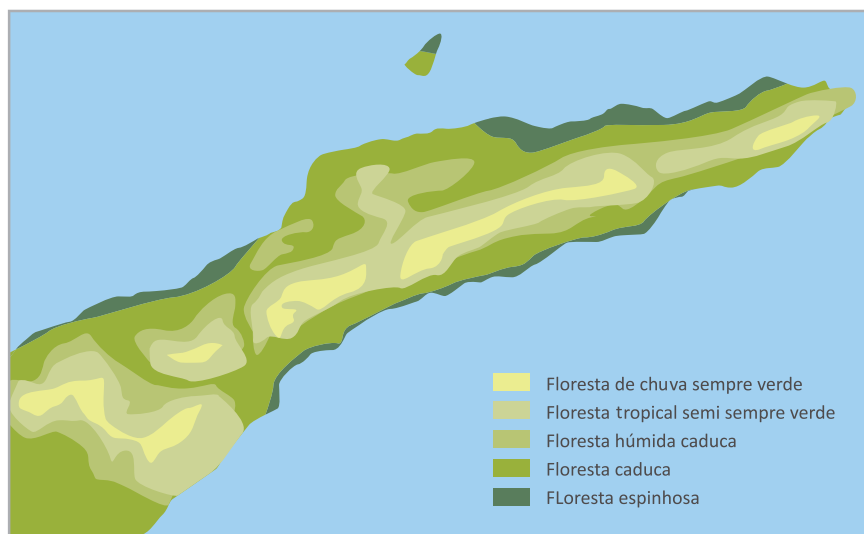 Floresta de chuva sempre verde
Floresta tropical semi sempre verde
Floresta húmida caduca
Floresta caduca
FLoresta espinhosa